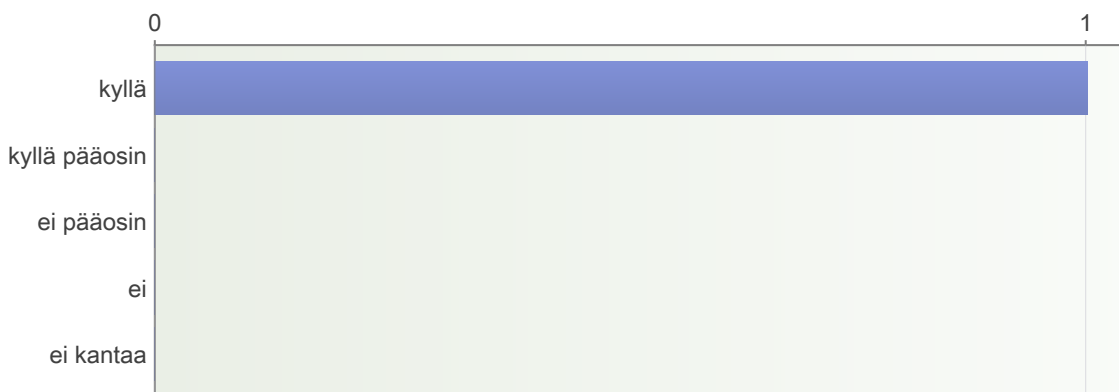 0 1
kyllä
kyllä pääosin
ei pääosin
ei
ei kantaa